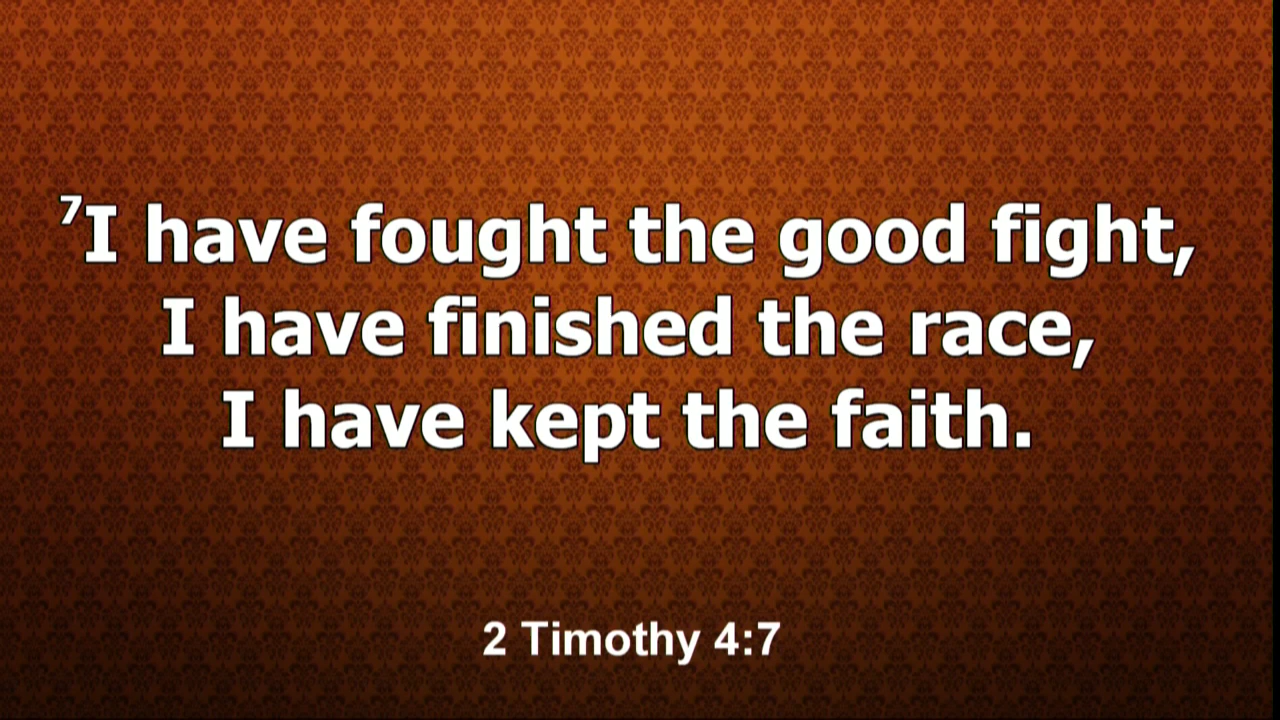 ⁷I have fought the good fight,
I have finished the race,
I have kept the faith.
2 Timothy 4:7